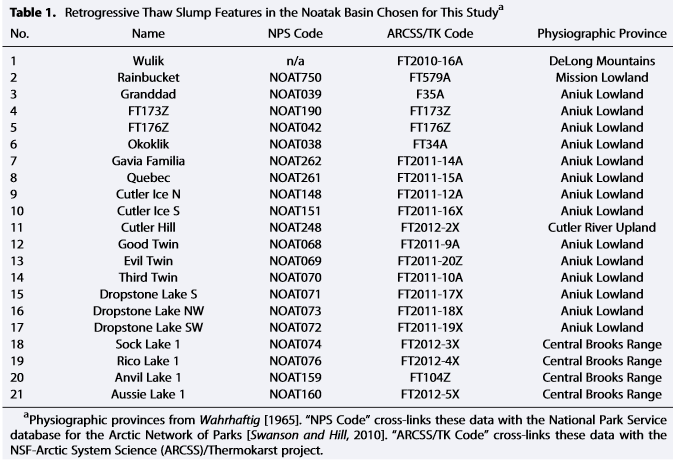 Table 1. Retrogressive Thaw Slump Features in the Noatak Basin Chosen for This Study^a
No. Name NPS Code ARCSS/TK Code Physiographic Province
1 Wulik n/a FT2010-16A DeLong Mountains
2 Rainbucket NOAT750 FT579A Mission Lowland
3 Granddad NOAT039 F35A Aniuk Lowland
4 FT173Z NOAT190 FT173Z Aniuk Lowland
5 FT176Z NOAT042 FT176Z Aniuk Lowland
6 Okoklik NOAT038 FT34A Aniuk Lowland
7 Gavia Familia NOAT262 FT2011-14A Aniuk Lowland
8 Quebec NOAT261 FT2011-15A Aniuk Lowland
9 Cutler Ice N NOAT148 FT2011-12A Aniuk Lowland
10 Cutler Ice S NOAT151 FT2011-16X Aniuk Lowland
11 Cutler Hill NOAT248 FT2012-2X Cutler River Upland
12 Good Twin NOAT068 FT2011-9A Aniuk Lowland
13 Evil Twin NOAT069 FT2011-20Z Aniuk Lowland
14 Third Twin NOAT070 FT2011-10A Aniuk Lowland
15 Dropstone Lake S NOAT071 FT2011-17X Aniuk Lowland
16 Dropstone Lake NW NOAT073 FT2011-18X Aniuk Lowland
17 Dropstone Lake SW NOAT072 FT2011-19X Aniuk Lowland
18 Sock Lake 1 NOAT074 FT2012-3X Central Brooks Range
19 Rico Lake 1 NOAT076 FT2012-4X Central Brooks Range
20 Anvil Lake 1 NOAT159 FT104Z Central Brooks Range
21 Aussie Lake 1 NOAT160 FT2012-5X Central Brooks Range
^aPhysiographic provinces from Wahrhaftig [1965]. “NPS Code” cross-links these data with the National Park Service
database for the Arctic Network of Parks [Swanson and Hill, 2010]. “ARCSS/TK Code” cross-links these data with the
NSF-Arctic System Science (ARCSS)/Thermokarst project.